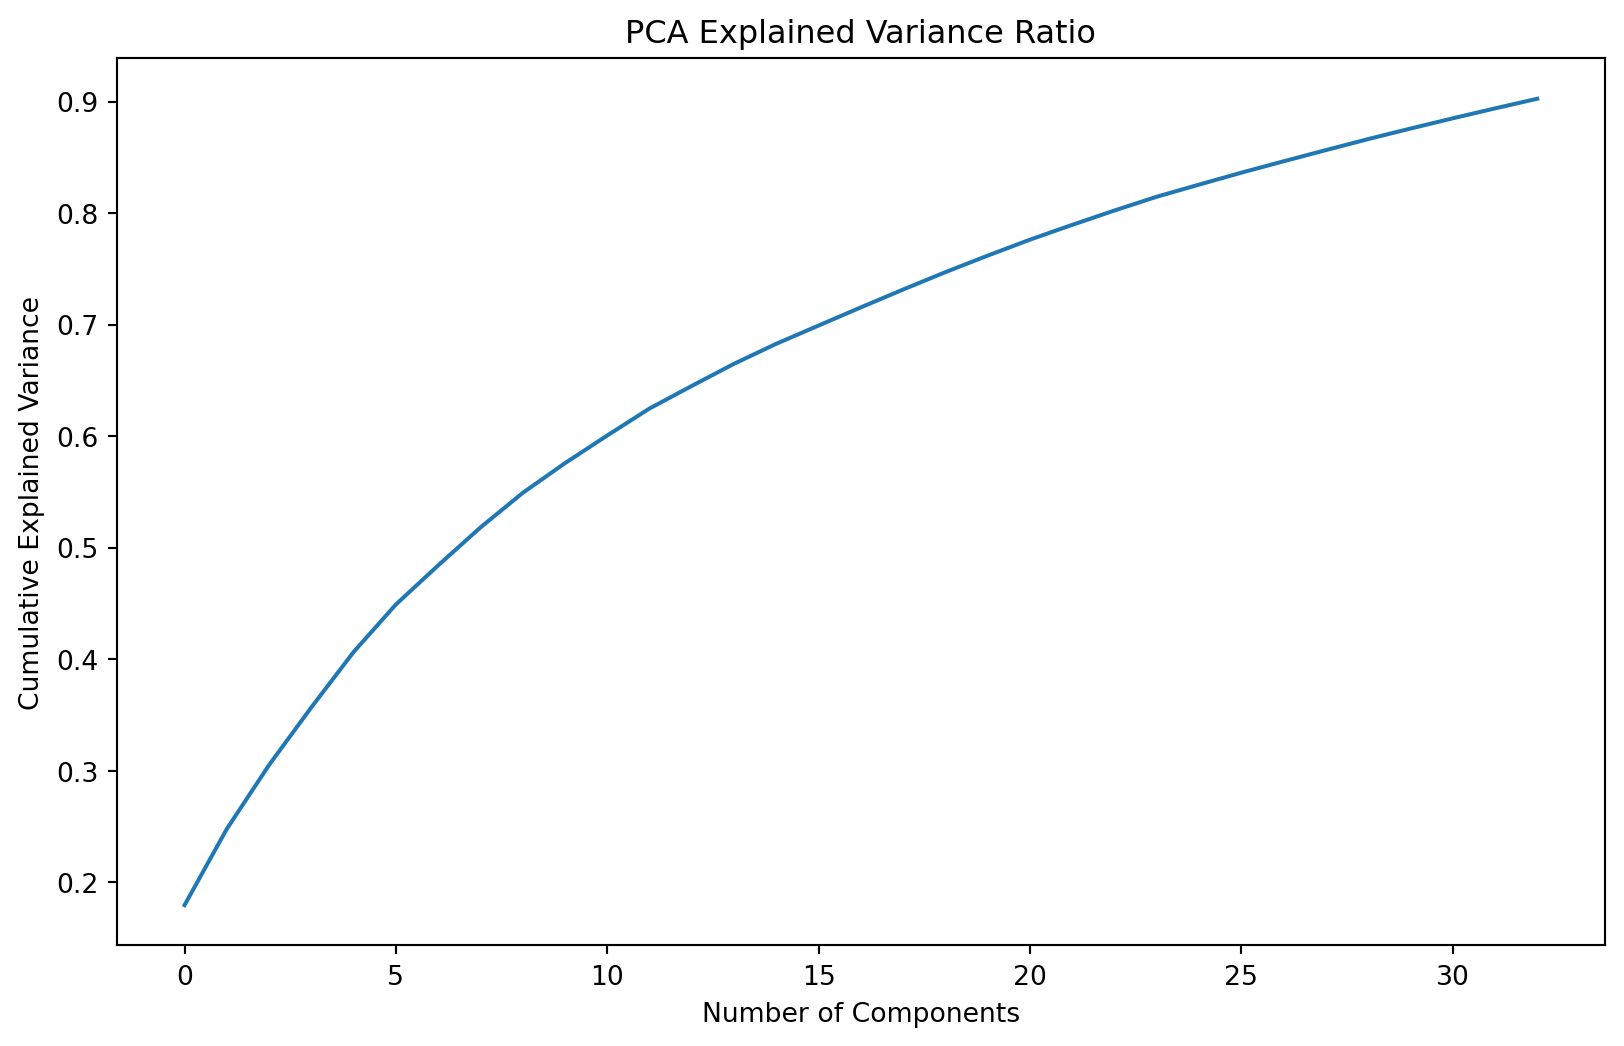 PCA Explained Variance Ratio
Cumulative Explained Variance
0.9
0.8
0.7
0.6
0.5
0.4
0.3
0.2
0 5 10 15 20 25 30
Number of Components